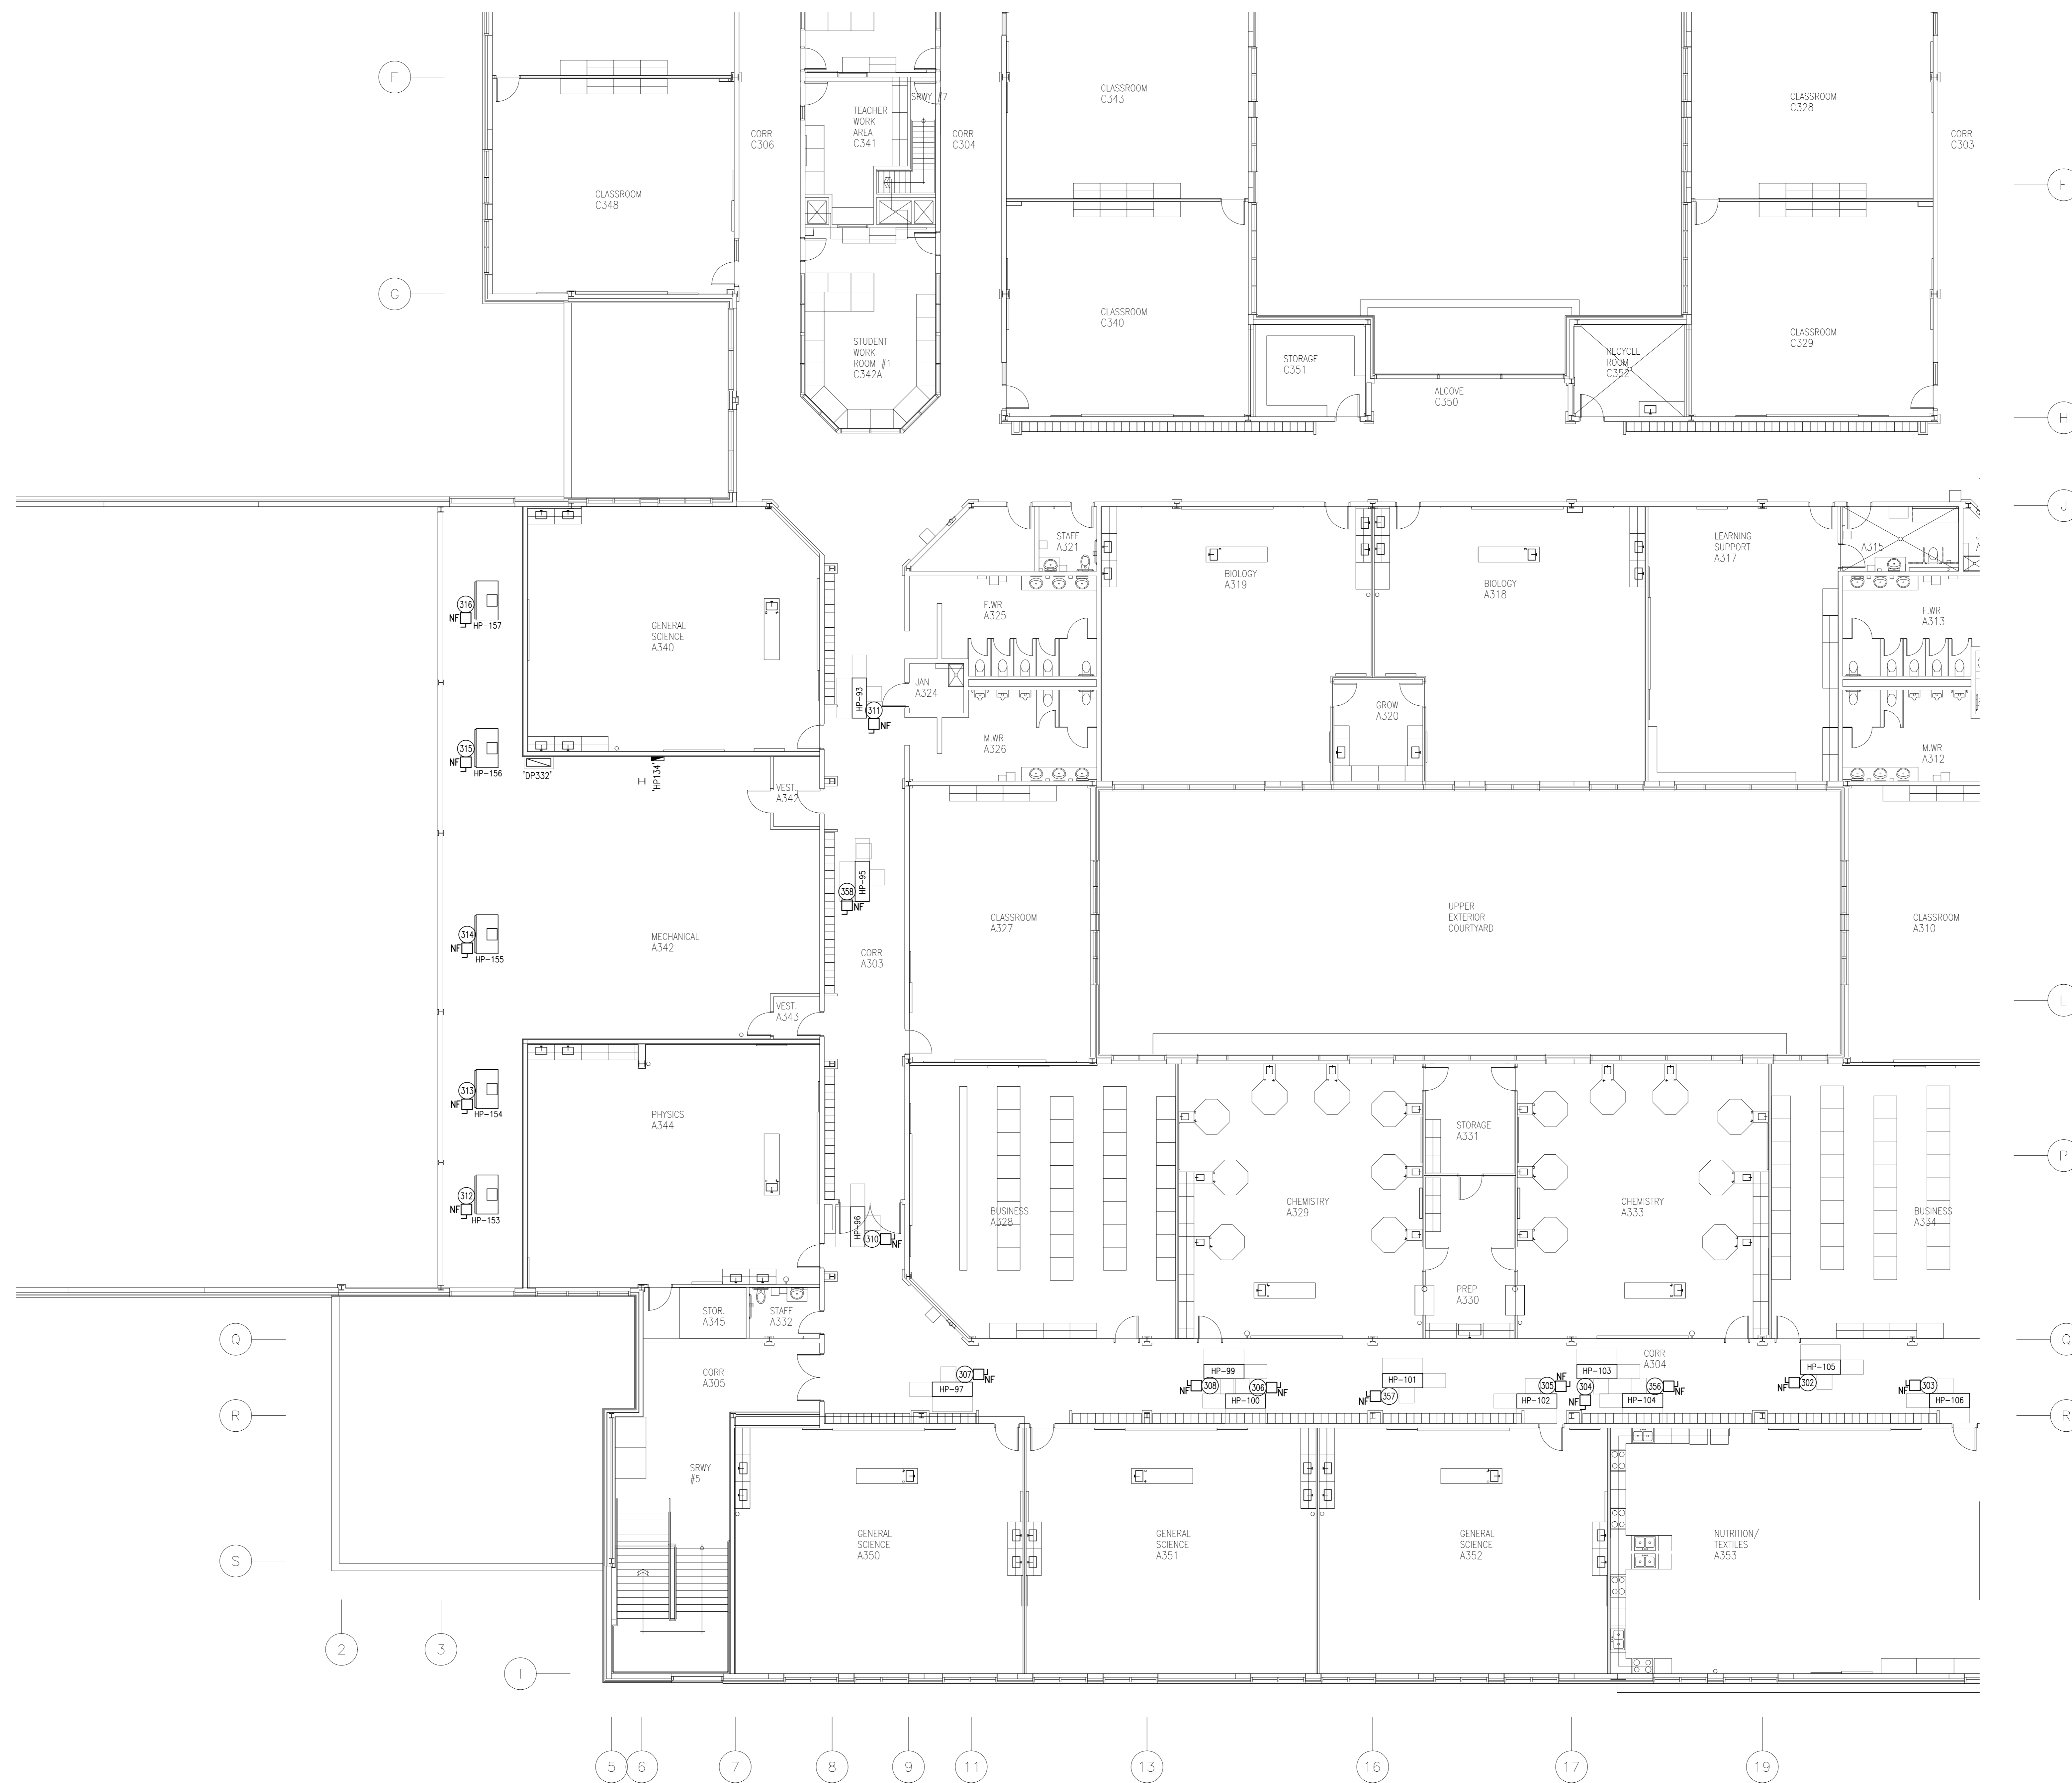 E
CLASSROOM
C348
CORR
C306
TEACHER
WORK
AREA
C341
SRWY #7
CORR
C304
CLASSROOM
C343
CLASSROOM
C328
CORR
C303
F
G
STUDENT
WORK
ROOM #1
C342A
CLASSROOM
C340
STORAGE
C351
ALCOVE
C350
RECYCLE
ROOM
C352
CLASSROOM
C329
H
J
STAFF
A321
BIOLOGY
A319
BIOLOGY
A318
LEARNING
SUPPORT
A317
A315
J
A
316
NF
HP-157
GENERAL
SCIENCE
A340
F.WR
A325
F.WR
A313
JAN
A324
HP-93
311
NF
GROW
A320
M.WR
A326
M.WR
A312
315
NF
HP-156
'DP332'
'HP134'
VEST.
A342
HP-95
358
NF
314
NF
HP-155
MECHANICAL
A342
CORR
A303
CLASSROOM
A327
UPPER
EXTERIOR
COURTYARD
CLASSROOM
A310
VEST.
A343
L
313
NF
HP-154
PHYSICS
A344
STORAGE
A331
P
312
NF
HP-153
HP-96
310
NF
BUSINESS
A328
CHEMISTRY
A329
CHEMISTRY
A333
BUSINESS
A334
PREP
A330
STOR.
A345
STAFF
A332
Q
Q
CORR
A305
CORR
A304
307
NF
HP-97
HP-99
NF
308
306
NF
HP-100
HP-101
NF
357
NF
305
HP-102
HP-103
304
NF
356
NF
HP-104
HP-105
NF
302
NF
303
HP-106
R
R
SRWY
#5
GENERAL
SCIENCE
A350
GENERAL
SCIENCE
A351
GENERAL
SCIENCE
A352
NUTRITION/
TEXTILES
A353
S
2
3
T
5
6
7
8
9
11
13
16
17
19